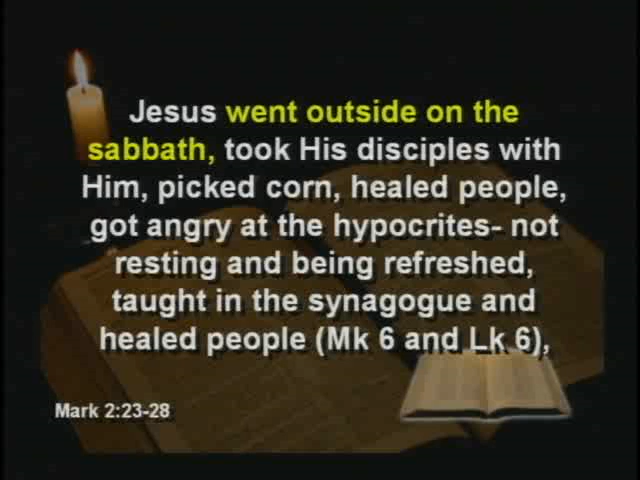 Jesus went outside on the
sabbath, took His disciples with
Him, picked corn, healed people,
got angry at the hypocrites- not
resting and being refreshed,
taught in the synagogue and
healed people (Mk 6 and Lk 6),
Mark 2:23-28